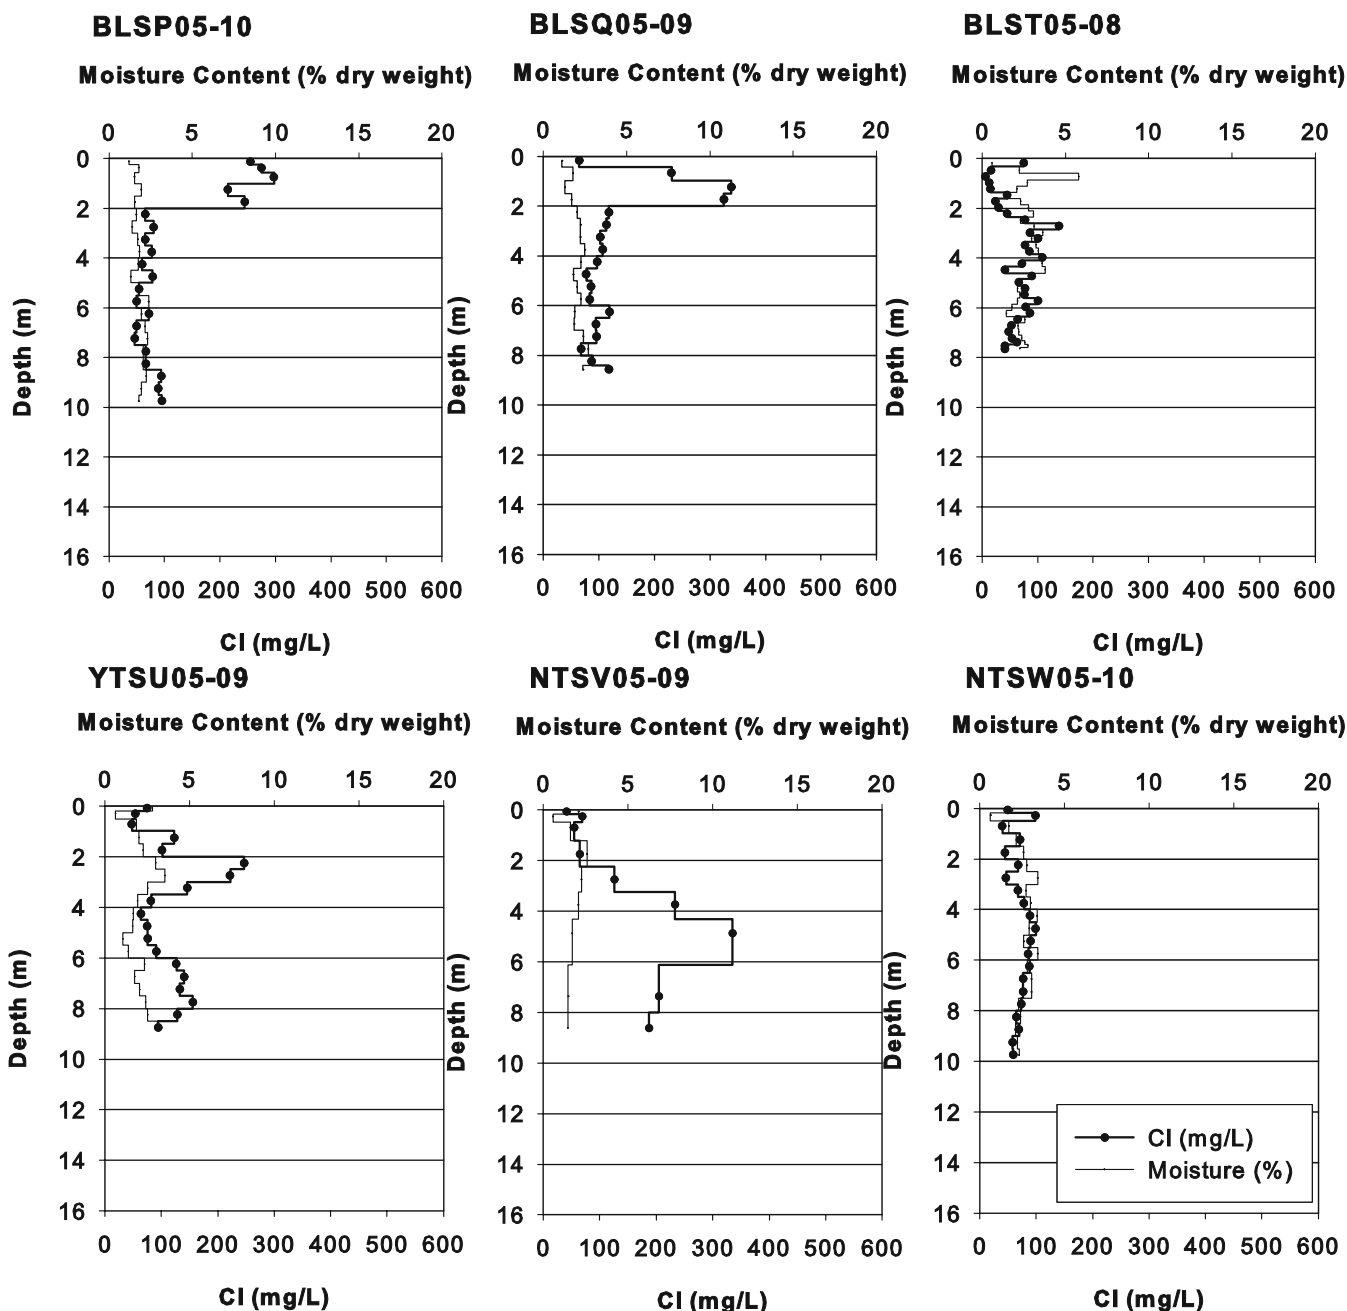 BLSP05-10
Moisture Content (% dry weight)
0 5 10 15 20
0
2
4
6
8
10
12
14
16
Depth (m)
0 100 200 300 400 500 600
Cl (mg/L)
BLSQ05-09
Moisture Content (% dry weight)
0 5 10 15 20
0
2
4
6
8
10
12
14
16
Depth (m)
0 100 200 300 400 500 600
Cl (mg/L)
BLST05-08
Moisture Content (% dry weight)
0 5 10 15 20
0
2
4
6
8
10
12
14
16
Depth (m)
0 100 200 300 400 500 600
Cl (mg/L)
YTSU05-09
Moisture Content (% dry weight)
0 5 10 15 20
0
2
4
6
8
10
12
14
16
Depth (m)
0 100 200 300 400 500 600
Cl (mg/L)
NTSV05-09
Moisture Content (% dry weight)
0 5 10 15 20
0
2
4
6
8
10
12
14
16
Depth (m)
0 100 200 300 400 500 600
Cl (mg/L)
NTSW05-10
Moisture Content (% dry weight)
0 5 10 15 20
0
2
4
6
8
10
12
14
16
Depth (m)
Cl (mg/L)
Moisture (%)
0 100 200 300 400 500 600
Cl (mg/L)